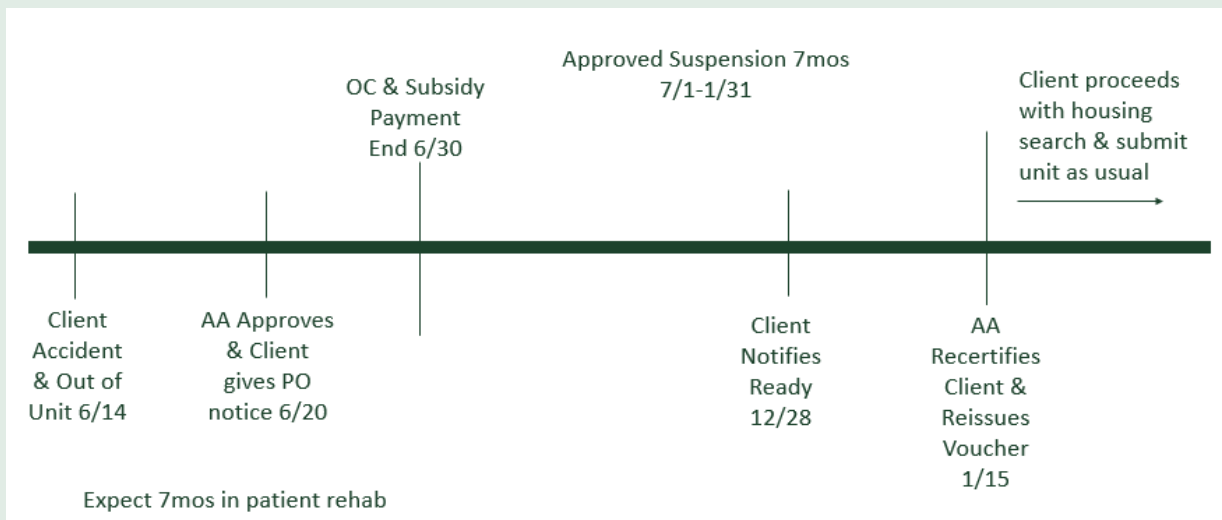 Approved Suspension 7mos
7/1-1/31
OC & Subsidy
Payment
End 6/30
Client proceeds
with housing
search & submit
unit as usual
Client
Accident
& Out of
Unit 6/14
AA Approves
& Client
gives PO
notice 6/20
Client
Notifies
Ready
12/28
AA
Recertifies
Client &
Reissues
Voucher
1/15
Expect 7mos in patient rehab